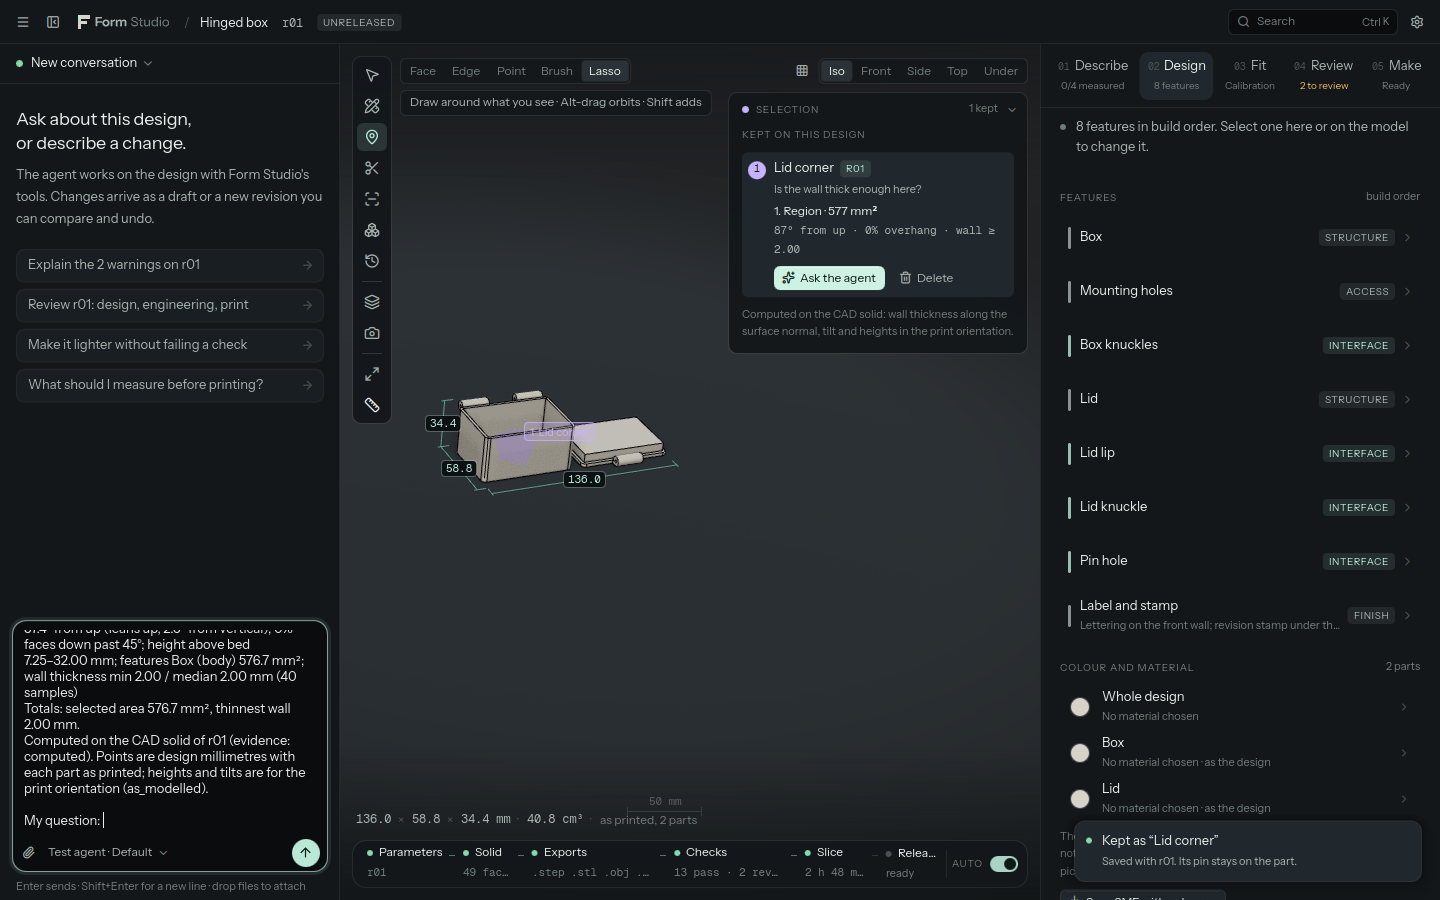 Form Studio / Hinged box r01 UNRELEASED
Search Ctrl K
New conversation
Ask about this design,
or describe a change.
The agent works on the design with Form Studio's
tools. Changes arrive as a draft or a new revision you
can compare and undo.
Explain the 2 warnings on r01
Review r01: design, engineering, print
Make it lighter without failing a check
What should I measure before printing?
faces down past 45°; height above bed
7.25–32.00 mm; features Box (body) 576.7 mm²;
wall thickness min 2.00 / median 2.00 mm (40
samples)
Totals: selected area 576.7 mm², thinnest wall
2.00 mm.
Computed on the CAD solid of r01 (evidence:
computed). Points are design millimetres with
each part as printed; heights and tilts are for the
print orientation (as_modelled).
My question:
Test agent · Default
Enter sends · Shift+Enter for a new line · drop files to attach
Face Edge Point Brush Lasso
Draw around what you see · Alt-drag orbits · Shift adds
Iso Front Side Top Under
SELECTION 1 kept
KEPT ON THIS DESIGN
1 Lid corner R01
Is the wall thick enough here?
1. Region · 577 mm²
87° from up · 0% overhang · wall ≥
2.00
Ask the agent Delete
Computed on the CAD solid: wall thickness along the
surface normal, tilt and heights in the print orientation.
34.4
58.8
136.0
50 mm
136.0 × 58.8 × 34.4 mm · 40.8 cm³ · as printed, 2 parts
Parameters Solid Exports Checks Slice Relea…
r01 49 fac… .step .stl .obj … 13 pass · 2 rev… 2 h 48 m… ready
AUTO
01 Describe 02 Design 03 Fit 04 Review 05 Make
0/4 measured 8 features Calibration 2 to review Ready
8 features in build order. Select one here or on the model
to change it.
FEATURES build order
Box STRUCTURE
Mounting holes ACCESS
Box knuckles INTERFACE
Lid STRUCTURE
Lid lip INTERFACE
Lid knuckle INTERFACE
Pin hole INTERFACE
Label and stamp FINISH
Lettering on the front wall; revision stamp under th…
COLOUR AND MATERIAL 2 parts
Whole design
No material chosen
Box
No material chosen · as the design
Lid
No material chosen · as the design
Kept as “Lid corner”
Saved with r01. Its pin stays on the part.